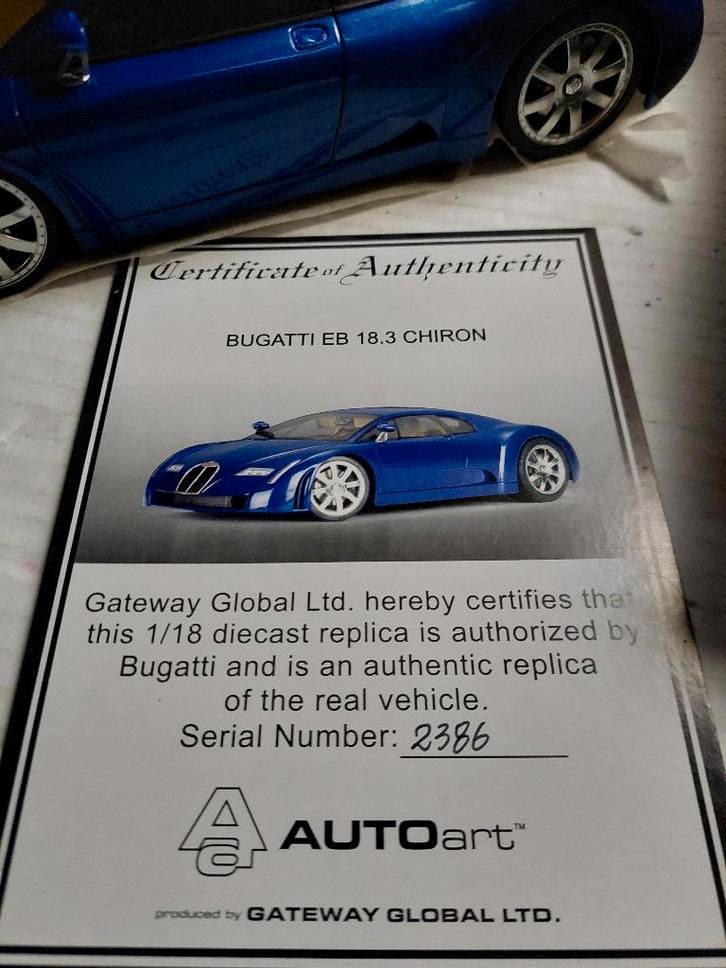 Certificate of Authenticity
BUGATTI EB 18.3 CHIRON
Gateway Global Ltd. hereby certifies that
this 1/18 diecast replica is authorized by
Bugatti and is an authentic replica
of the real vehicle.
Serial Number: 2386
AUTOart™
produced by GATEWAY GLOBAL LTD.